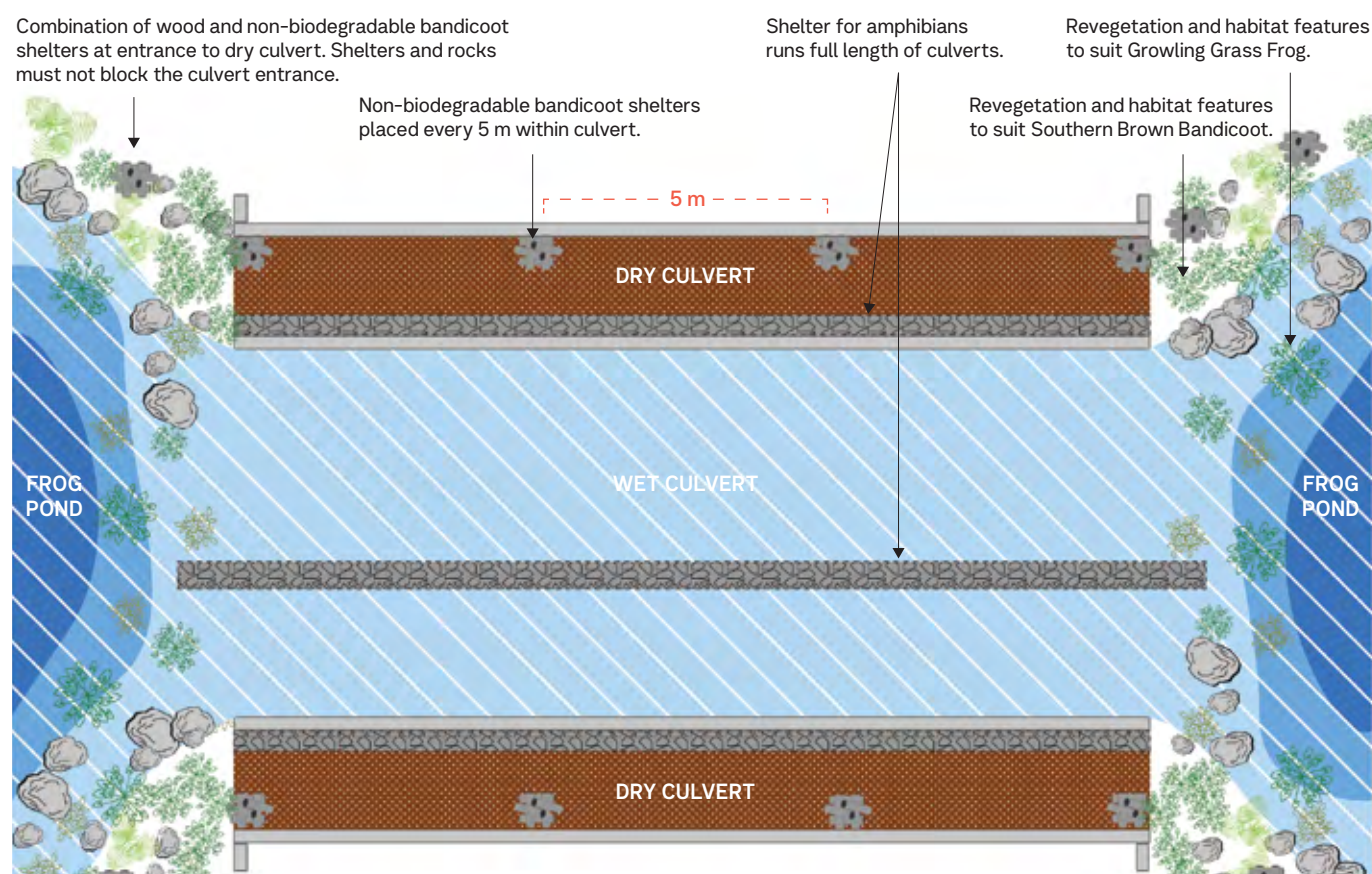 Combination of wood and non-biodegradable bandicoot
shelters at entrance to dry culvert. Shelters and rocks
must not block the culvert entrance.
Non-biodegradable bandicoot shelters
placed every 5 m within culvert.
Shelter for amphibians
runs full length of culverts.
Revegetation and habitat features
to suit Growling Grass Frog.
Revegetation and habitat features
to suit Southern Brown Bandicoot.
5 m
DRY CULVERT
FROG
POND
WET CULVERT
FROG
POND
DRY CULVERT